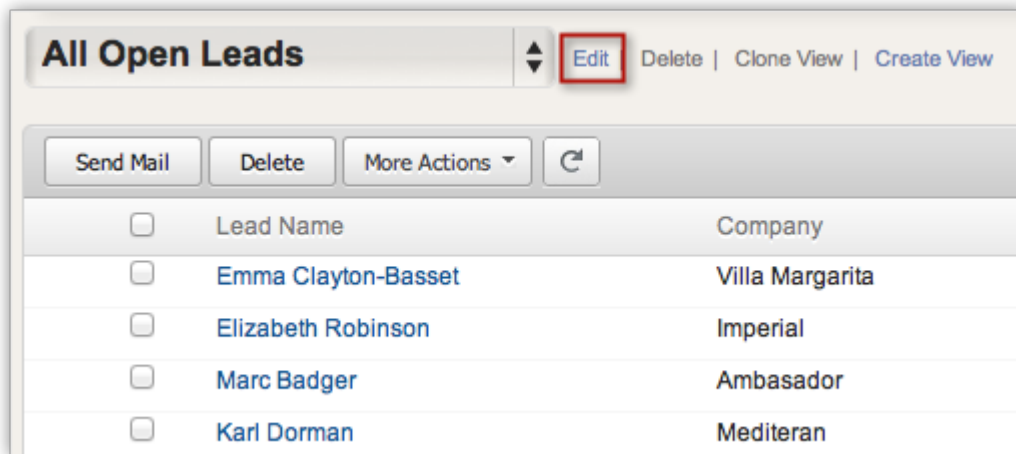 All Open Leads Edit | Delete | Clone View | Create View
Send Mail Delete More Actions
Lead Name Company
Emma Clayton-Basset Villa Margarita
Elizabeth Robinson Imperial
Marc Badger Ambasador
Karl Dorman Mediteran